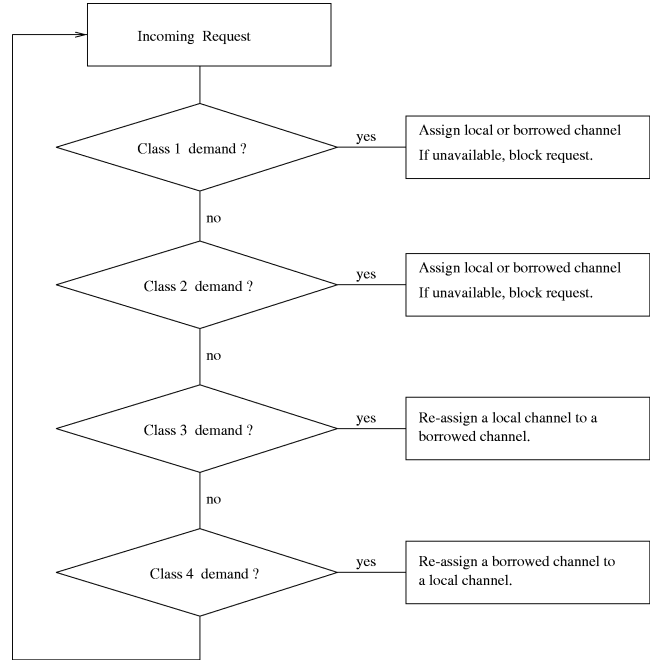 Incoming Request
Class 1 demand ?
yes
Assign local or borrowed channel
If unavailable, block request.
no
Class 2 demand ?
yes
Assign local or borrowed channel
If unavailable, block request.
no
Class 3 demand ?
yes
Re-assign a local channel to a
borrowed channel.
no
Class 4 demand ?
yes
Re-assign a borrowed channel to
a local channel.